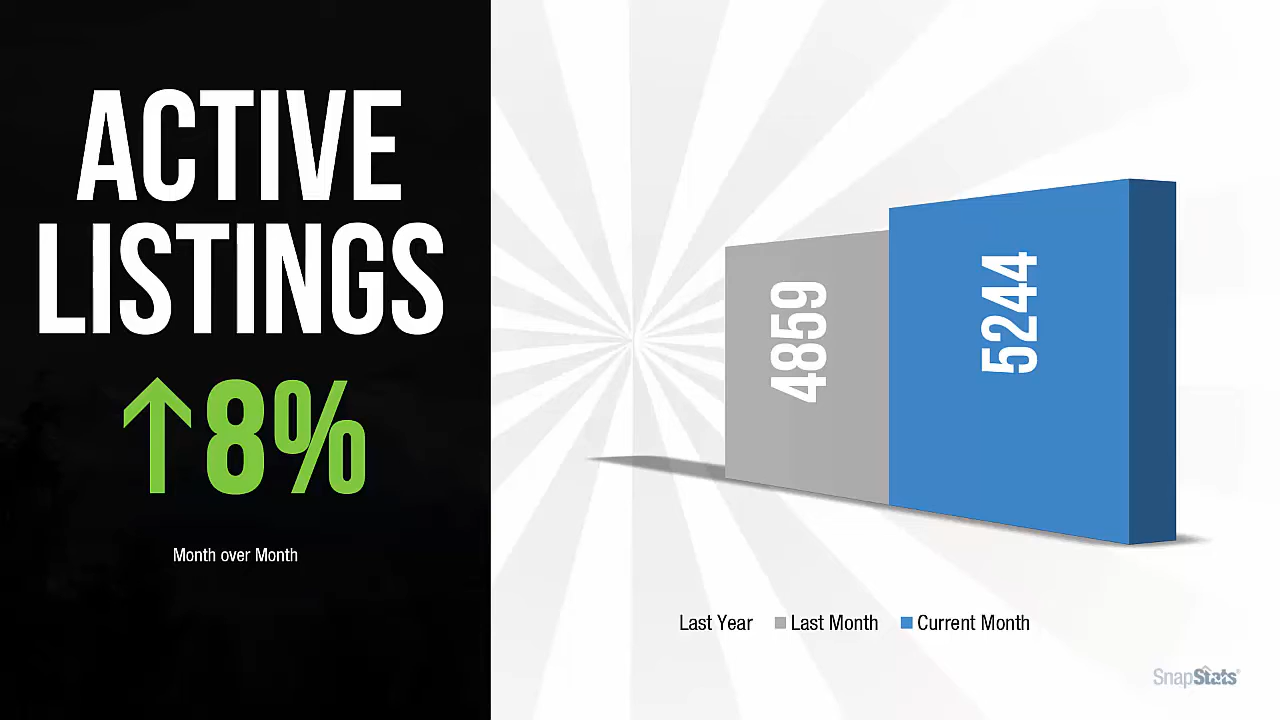 ACTIVE
LISTINGS
↑8%
Month over Month
4859
5244
Last Year Last Month Current Month
SnapStats®